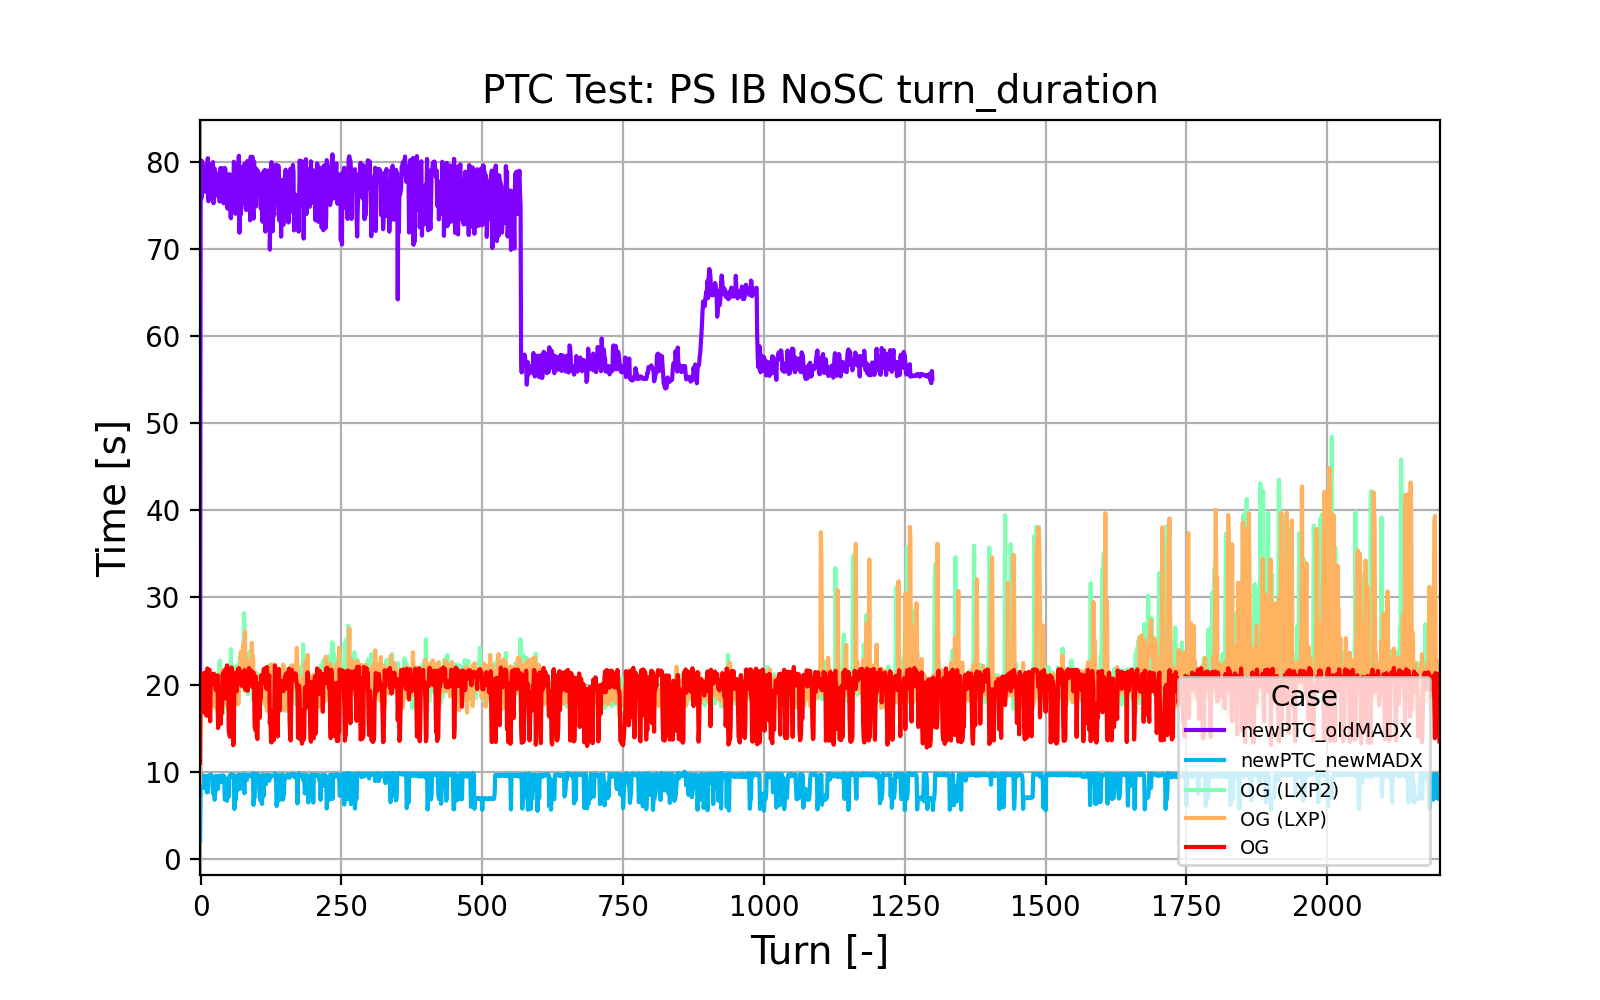 PTC Test: PS IB NoSC turn_duration
80
70
60
50
40
30
20
10
0
Time [s]
0 250 500 750 1000 1250 1500 1750 2000
Turn [-]
Case
newPTC_oldMADX
newPTC_newMADX
OG (LXP2)
OG (LXP)
OG